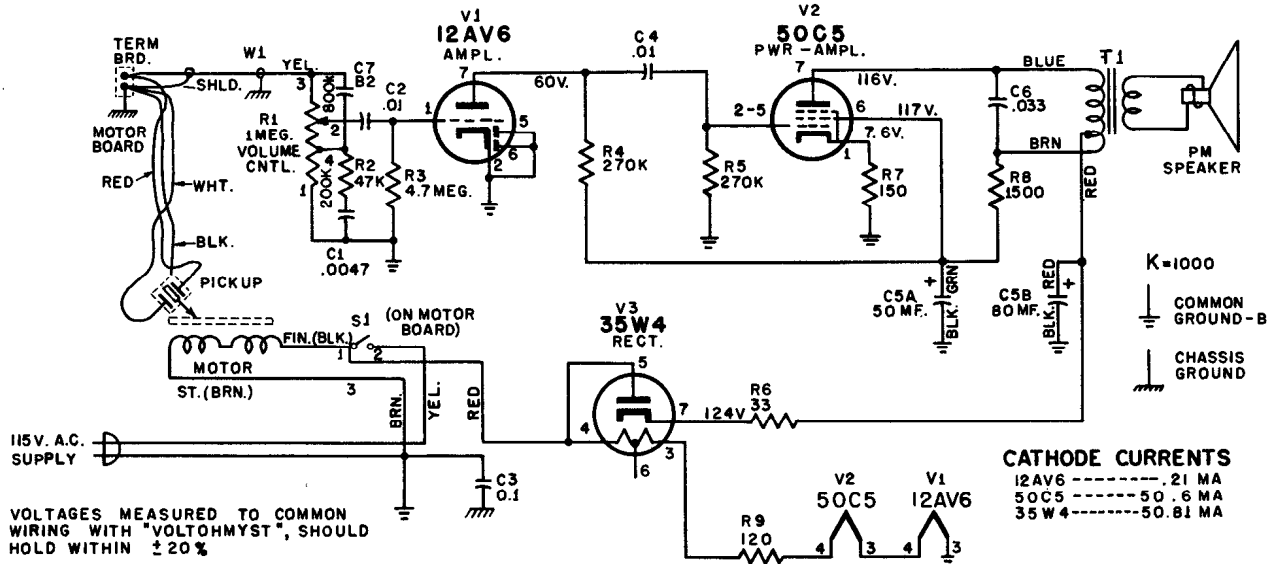 TERM
BRD.
W1
YEL.
3
SHLD.
MOTOR
BOARD
RED
WHT.
BLK.
PICKUP
C7
B2
800K
R1
1MEG.
VOLUME
CNTL.
2
4
1
200K
R2
47K
C1
.0047
C2
.01
R3
4.7MEG.
V1
12AV6
AMPL.
7
1
5
6
2
60V.
C4
.01
R4
270K
R5
270K
V2
50C5
PWR-AMPL.
7
2-5
6
1
116V.
117V.
7.6V.
R7
150
C6
.033
BLUE
BRN
R8
1500
RED
T1
PM
SPEAKER
C5A
50MF.
+
GRN
BLK.
C5B
80MF.
+
RED
BLK.
K=1000
COMMON
GROUND-B
CHASSIS
GROUND
MOTOR
FIN.(BLK.)
S1
(ON MOTOR
BOARD)
1
2
3
ST.(BRN.)
BRN.
YEL.
RED
115V. A.C.
SUPPLY
C3
0.1
V3
35W4
RECT.
5
4
7
3
6
124V
R6
33
R9
120
V2
50C5
4
3
V1
12AV6
4
3
CATHODE CURRENTS
12AV6 --------- .21 MA
50C5 ------ 50.6 MA
35W4 ------- 50.81 MA
VOLTAGES MEASURED TO COMMON
WIRING WITH "VOLTOHMYST", SHOULD
HOLD WITHIN ±20%